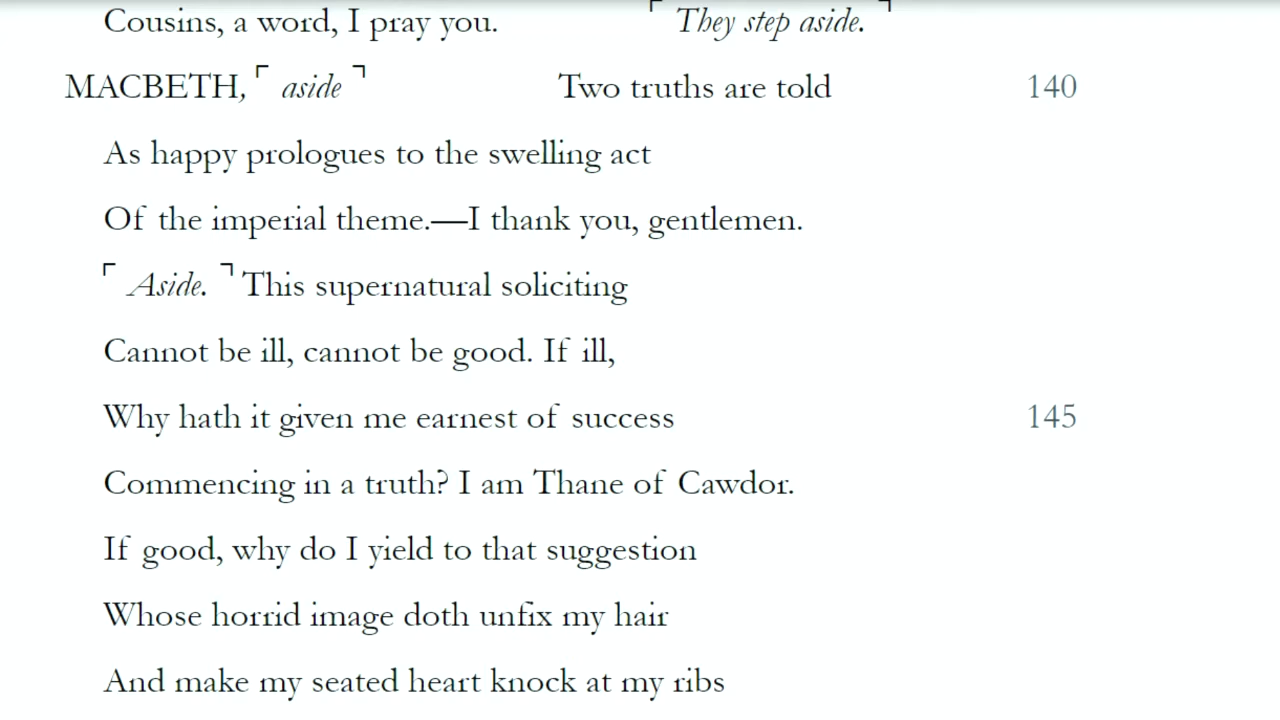 Cousins, a word, I pray you. ⌜They step aside.⌝
MACBETH, ⌜aside⌝ Two truths are told 140
As happy prologues to the swelling act
Of the imperial theme.—I thank you, gentlemen.
⌜Aside.⌝ This supernatural soliciting
Cannot be ill, cannot be good. If ill,
Why hath it given me earnest of success 145
Commencing in a truth? I am Thane of Cawdor.
If good, why do I yield to that suggestion
Whose horrid image doth unfix my hair
And make my seated heart knock at my ribs